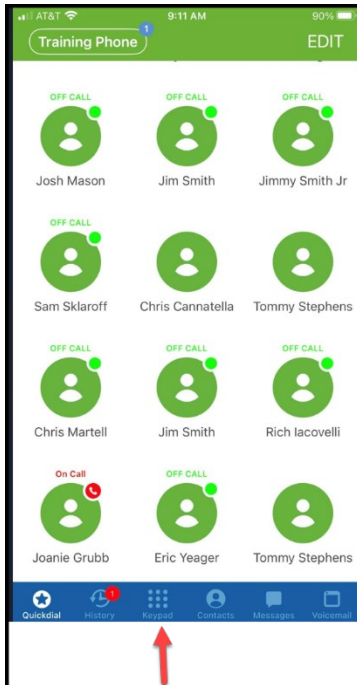 AT&T 9:11 AM 90%
1
Training Phone EDIT
OFF CALL OFF CALL OFF CALL
Josh Mason Jim Smith Jimmy Smith Jr
OFF CALL
Sam Sklaroff Chris Cannatella Tommy Stephens
OFF CALL OFF CALL OFF CALL
Chris Martell Jim Smith Rich Iacovelli
On Call OFF CALL
Joanie Grubb Eric Yeager Tommy Stephens
1
Quickdial History Keypad Contacts Messages Voicemail